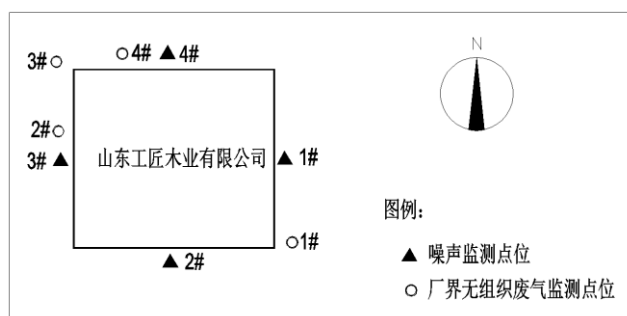 ○4# ▲4#
3#○
N
2#○
3#▲
山东工匠木业有限公司
▲1#
○1#
▲2#
图例：
▲ 噪声监测点位
○ 厂界无组织废气监测点位